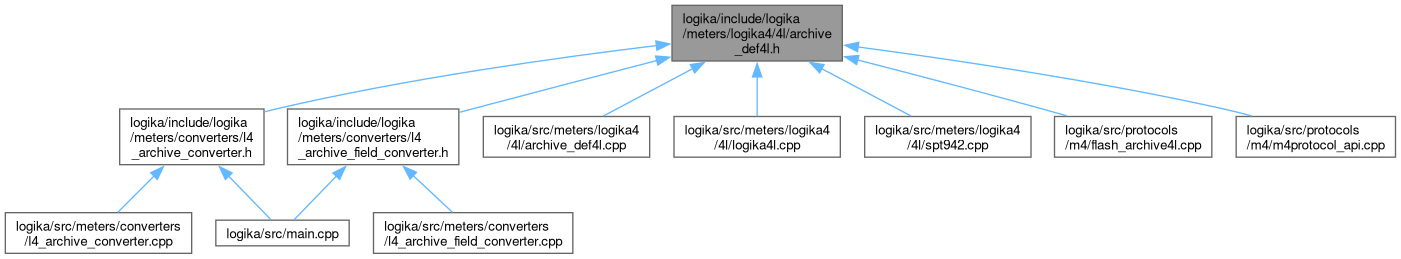 logika/include/logika
/meters/logika4/4l/archive
_def4l.h
logika/include/logika
/meters/converters/l4
_archive_converter.h
logika/include/logika
/meters/converters/l4
_archive_field_converter.h
logika/src/meters/logika4
/4l/archive_def4l.cpp
logika/src/meters/logika4
/4l/logika4l.cpp
logika/src/meters/logika4
/4l/spt942.cpp
logika/src/protocols
/m4/flash_archive4l.cpp
logika/src/protocols
/m4/m4protocol_api.cpp
logika/src/meters/converters
/l4_archive_converter.cpp
logika/src/main.cpp
logika/src/meters/converters
/l4_archive_field_converter.cpp